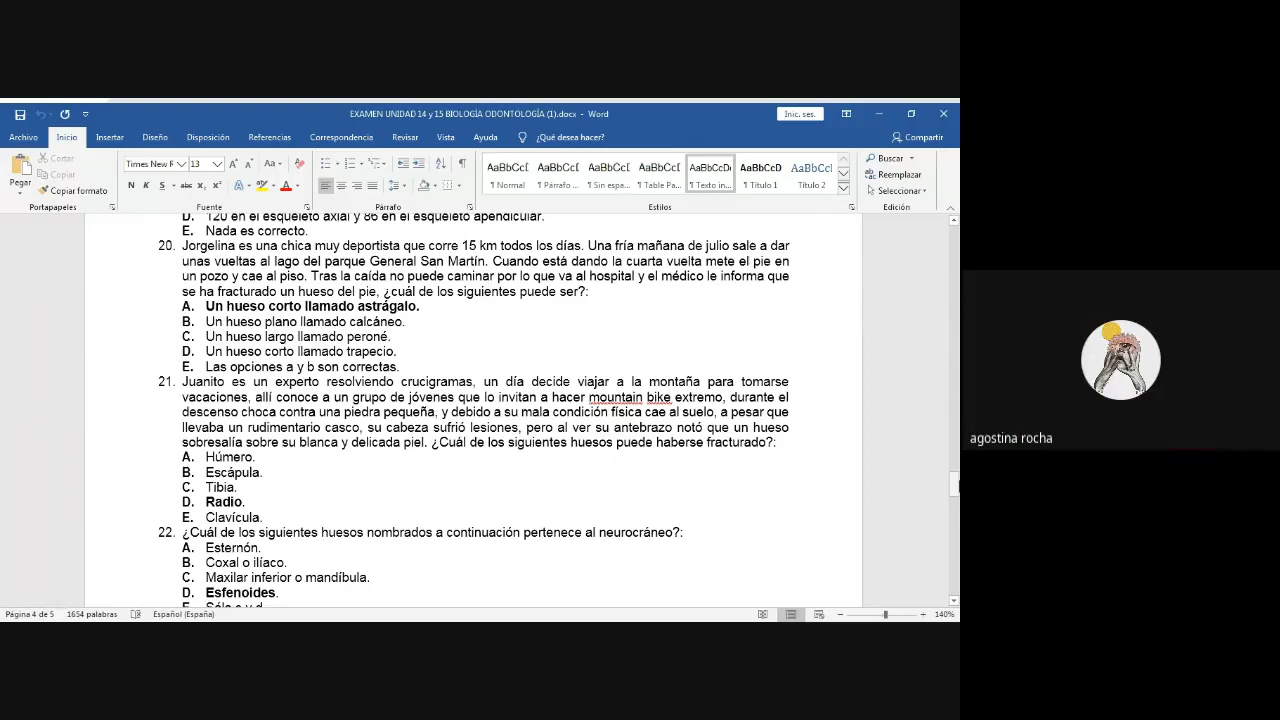 EXAMEN UNIDAD 14 y 15 BIOLOGÌA ODONTOLOGÍA (1).docx - Word
Inic. ses.
Archivo Inicio Insertar Diseño Disposición Referencias Correspondencia Revisar Vista Ayuda ¿Qué desea hacer? Compartir
Pegar
Cortar
Copiar
Copiar formato
Times New R 13
N K S abc x₂ x²
AaBbCcDc AaBbCcD AaBbCcI
¶ Normal ¶ Párrafo ... ¶ Sin espa... ¶ Table Pa... ¶ Texto in... ¶ Título 1 Título 2
Buscar
Reemplazar
Seleccionar
Portapapeles Fuente Párrafo Estilos Edición
D. 120 en el esqueleto axial y 86 en el esqueleto apendicular.
E. Nada es correcto.
20. Jorgelina es una chica muy deportista que corre 15 km todos los días. Una fría mañana de julio sale a dar
unas vueltas al lago del parque General San Martín. Cuando está dando la cuarta vuelta mete el pie en
un pozo y cae al piso. Tras la caída no puede caminar por lo que va al hospital y el médico le informa que
se ha fracturado un hueso del pie, ¿cuál de los siguientes puede ser?:
A. Un hueso corto llamado astrágalo.
B. Un hueso plano llamado calcáneo.
C. Un hueso largo llamado peroné.
D. Un hueso corto llamado trapecio.
E. Las opciones a y b son correctas.
21. Juanito es un experto resolviendo crucigramas, un día decide viajar a la montaña para tomarse
vacaciones, allí conoce a un grupo de jóvenes que lo invitan a hacer mountain bike extremo, durante el
descenso choca contra una piedra pequeña, y debido a su mala condición física cae al suelo, a pesar que
llevaba un rudimentario casco, su cabeza sufrió lesiones, pero al ver su antebrazo notó que un hueso
sobresalía sobre su blanca y delicada piel. ¿Cuál de los siguientes huesos puede haberse fracturado?:
A. Húmero.
B. Escápula.
C. Tibia.
D. Radio.
E. Clavícula.
22. ¿Cuál de los siguientes huesos nombrados a continuación pertenece al neurocráneo?:
A. Esternón.
B. Coxal o ilíaco.
C. Maxilar inferior o mandíbula.
D. Esfenoides.
E. Sólo c y d
Página 4 de 5 1654 palabras Español (España) 140%
agostina rocha